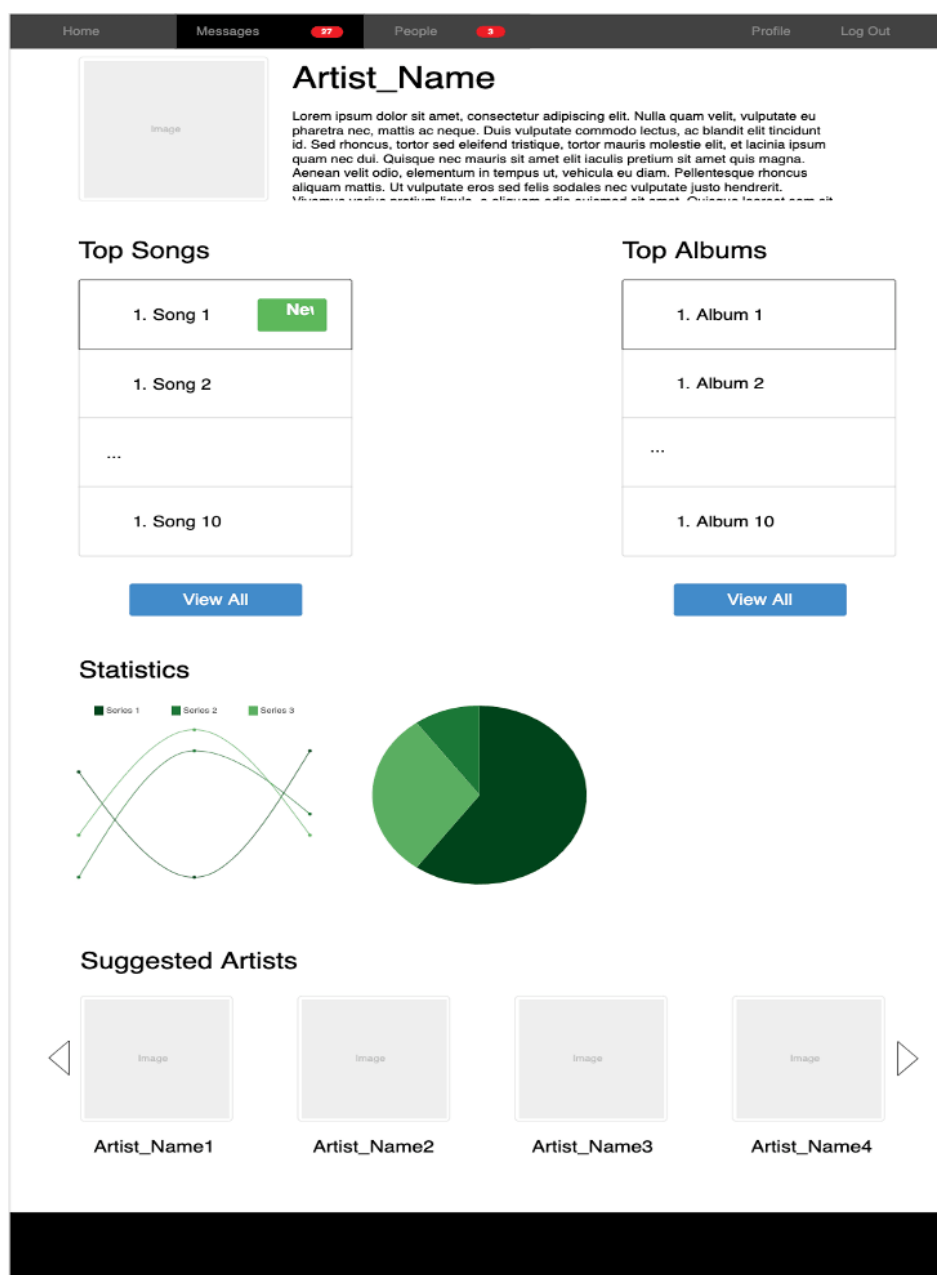 Home Messages 27 People 3 Profile Log Out
Image
Artist_Name
Lorem ipsum dolor sit amet, consectetur adipiscing elit. Nulla quam velit, vulputate eu
pharetra nec, mattis ac neque. Duis vulputate commodo lectus, ac blandit elit tincidunt
id. Sed rhoncus, tortor sed eleifend tristique, tortor mauris molestie elit, et lacinia ipsum
quam nec dui. Quisque nec mauris sit amet elit iaculis pretium sit amet quis magna.
Aenean velit odio, elementum in tempus ut, vehicula eu diam. Pellentesque rhoncus
aliquam mattis. Ut vulputate eros sed felis sodales nec vulputate justo hendrerit.
Top Songs
1. Song 1
1. Song 2
...
1. Song 10
View All
Top Albums
1. Album 1
1. Album 2
...
1. Album 10
View All
Statistics
Series 1 Series 2 Series 3
Suggested Artists
Image Image Image Image
Artist_Name1 Artist_Name2 Artist_Name3 Artist_Name4